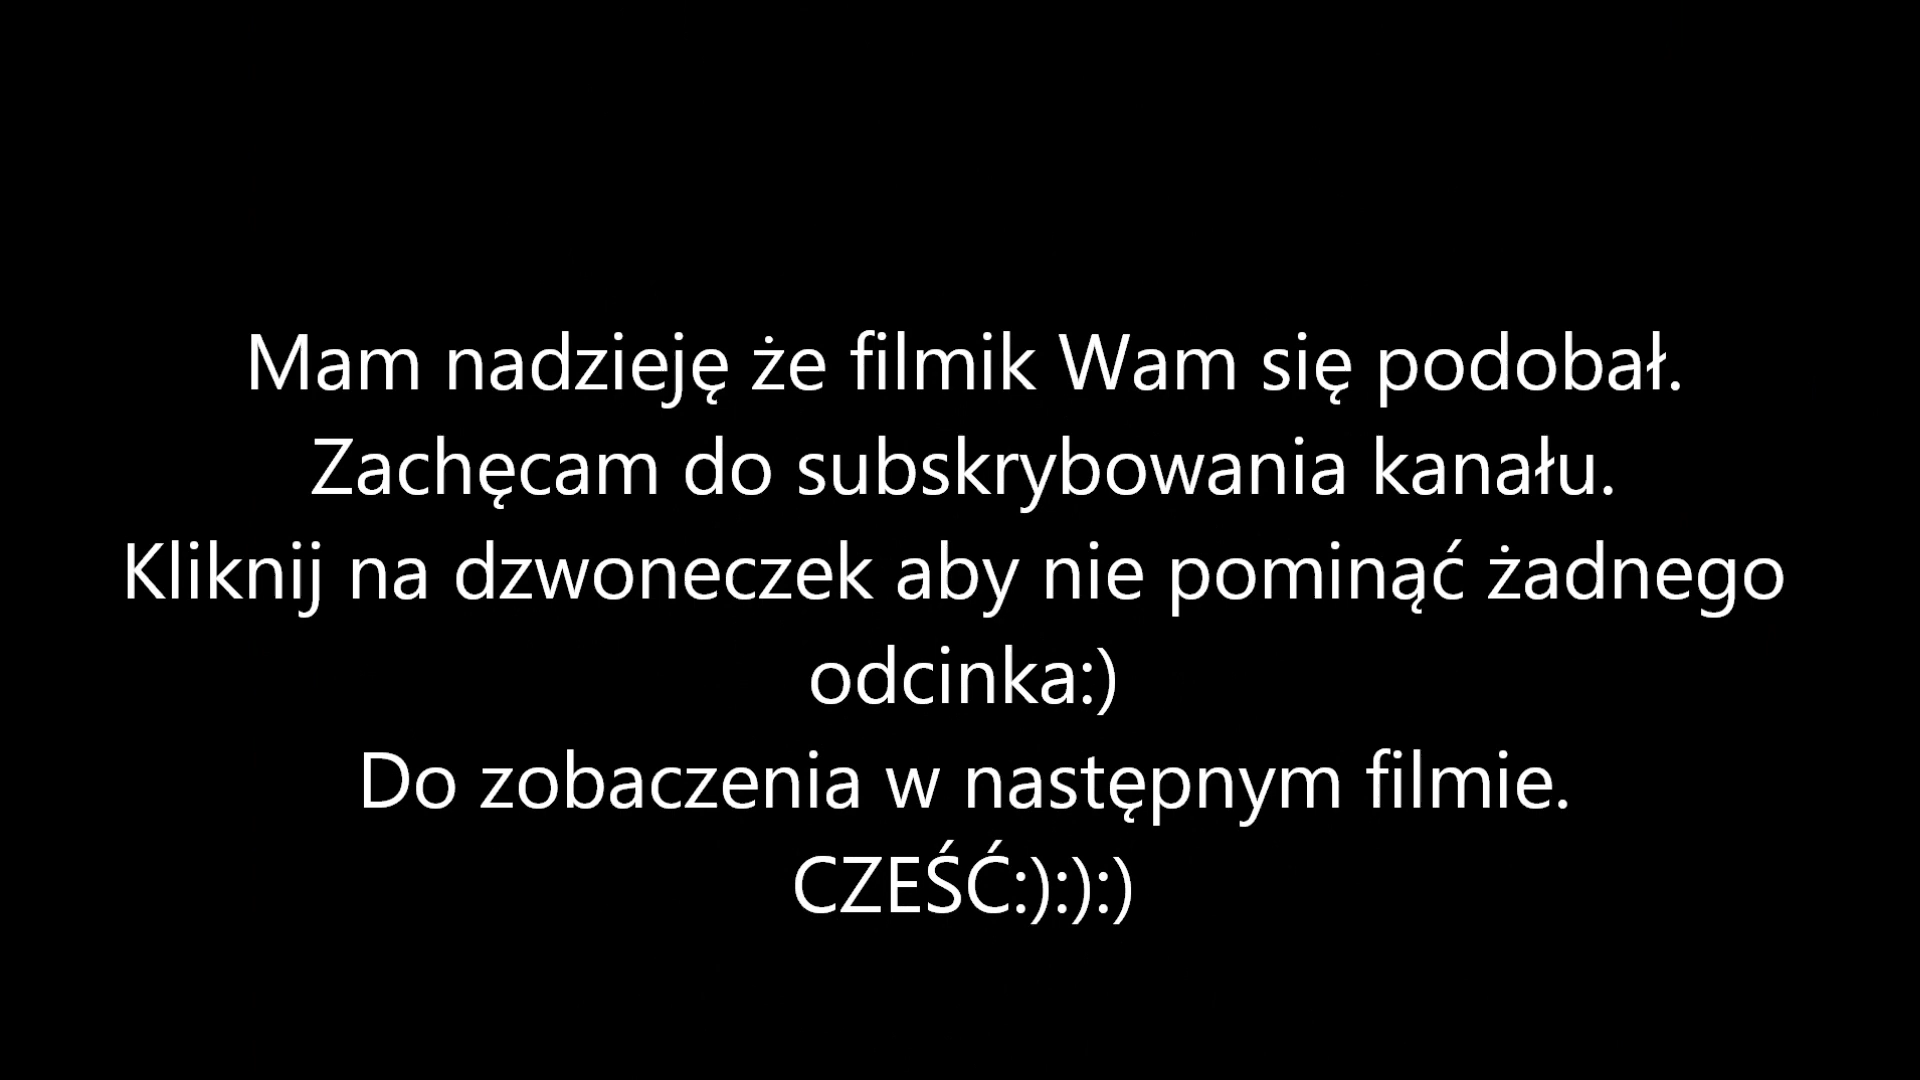 Mam nadzieję że filmik Wam się podobał.
Zachęcam do subskrybowania kanału.
Kliknij na dzwoneczek aby nie pominąć żadnego
odcinka:)
Do zobaczenia w następnym filmie.
CZEŚĆ:):):)